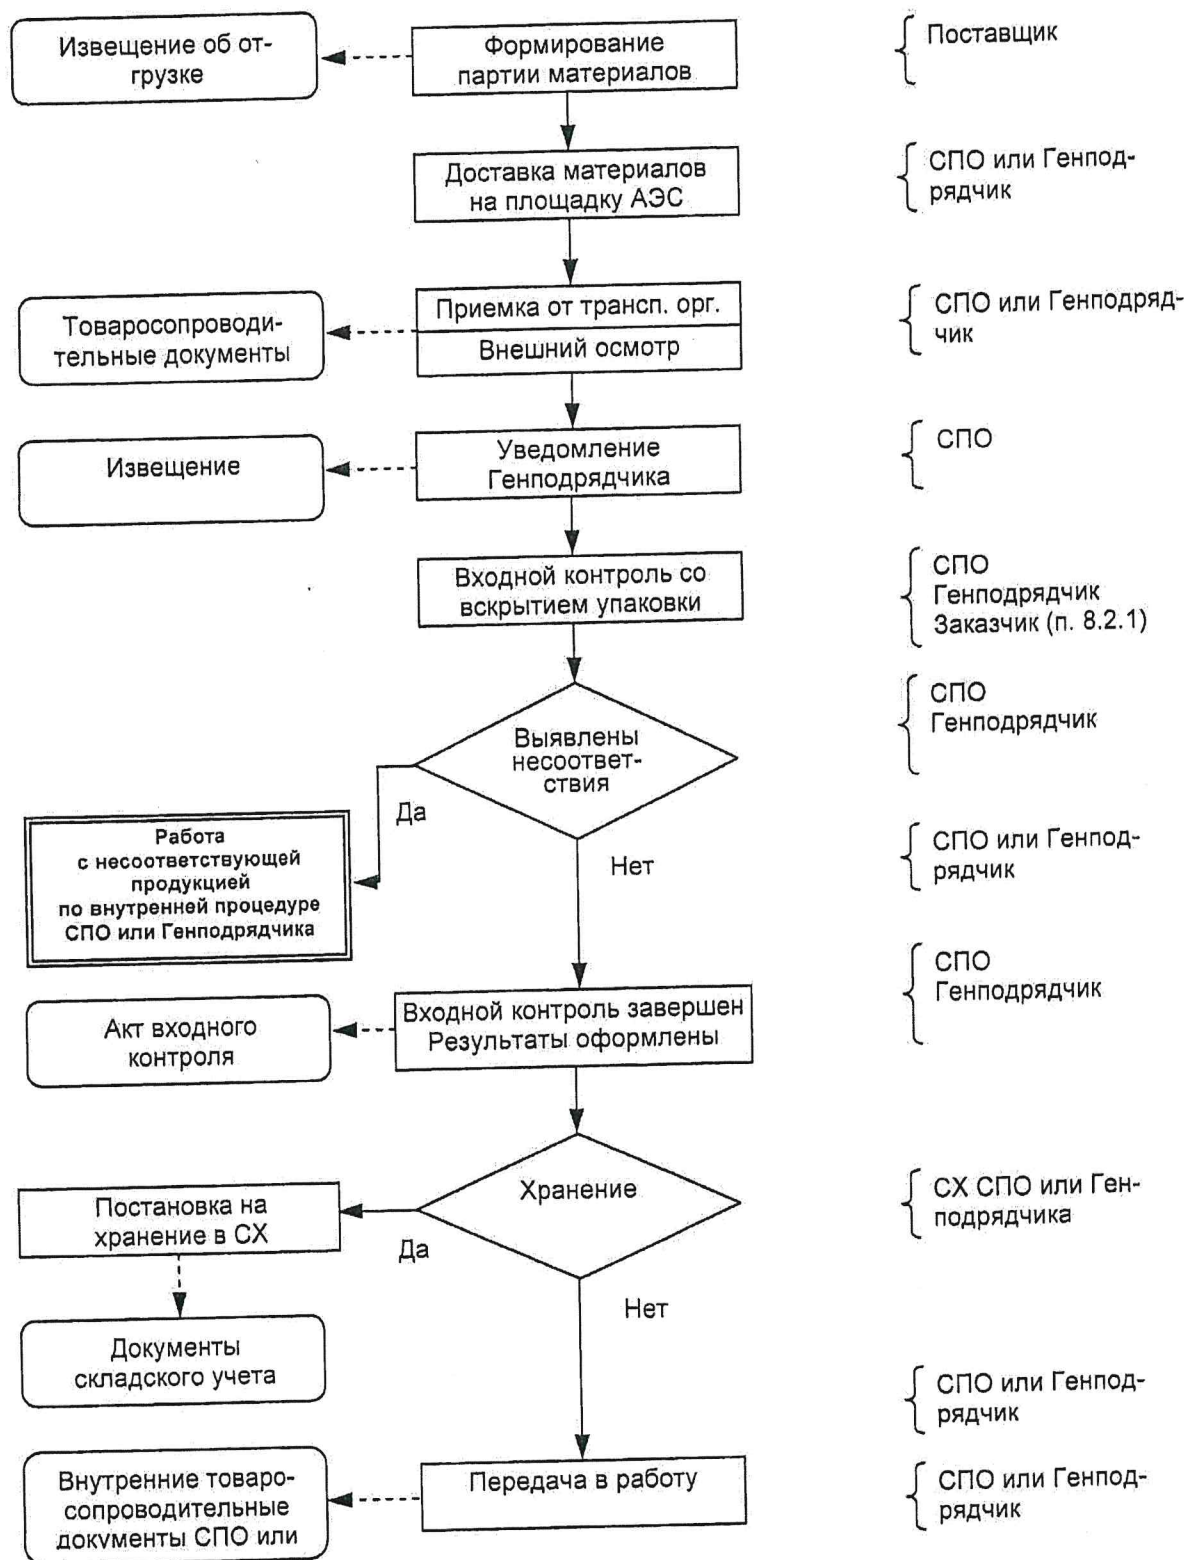 Извещение об от-
грузке
Формирование
партии материалов
Поставщик
Доставка материалов
на площадку АЭС
СПО или Генпод-
рядчик
Товаросопроводи-
тельные документы
Приемка от трансп. орг.
Внешний осмотр
СПО или Генподряд-
чик
Извещение
Уведомление
Генподрядчика
СПО
Входной контроль со
вскрытием упаковки
СПО
Генподрядчик
Заказчик (п. 8.2.1)
Выявлены
несоответ-
ствия
СПО
Генподрядчик
Да
Нет
Работа
с несоответствующей
продукцией
по внутренней процедуре
СПО или Генподрядчика
СПО или Генпод-
рядчик
Акт входного
контроля
Входной контроль завершен
Результаты оформлены
СПО
Генподрядчик
Хранение
Да
Нет
Постановка на
хранение в СХ
СХ СПО или Ген-
подрядчика
Документы
складского учета
СПО или Генпод-
рядчик
Внутренние товаро-
сопроводительные
документы СПО или
Передача в работу
СПО или Генпод-
рядчик